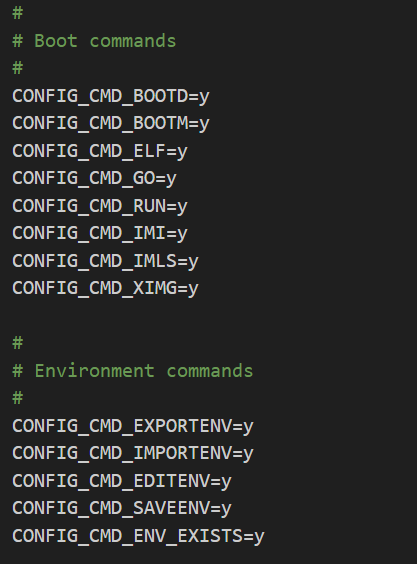 #
# Boot commands
#
CONFIG_CMD_BOOTD=y
CONFIG_CMD_BOOTM=y
CONFIG_CMD_ELF=y
CONFIG_CMD_GO=y
CONFIG_CMD_RUN=y
CONFIG_CMD_IMI=y
CONFIG_CMD_IMLS=y
CONFIG_CMD_XIMG=y

#
# Environment commands
#
CONFIG_CMD_EXPORTENV=y
CONFIG_CMD_IMPORTENV=y
CONFIG_CMD_EDITENV=y
CONFIG_CMD_SAVEENV=y
CONFIG_CMD_ENV_EXISTS=y